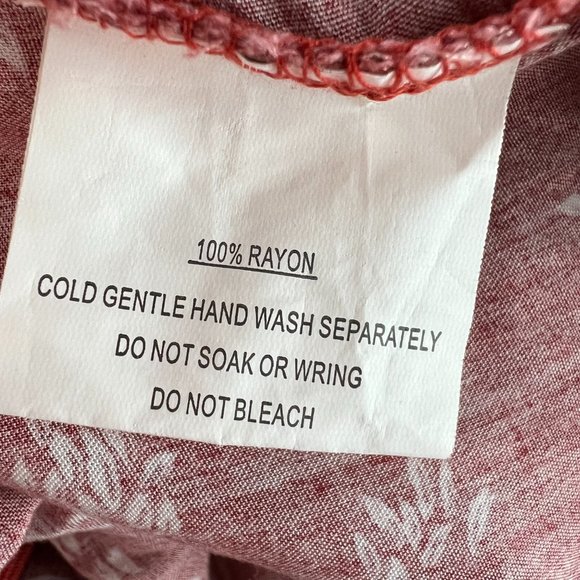 100% RAYON
COLD GENTLE HAND WASH SEPARATELY
DO NOT SOAK OR WRING
DO NOT BLEACH